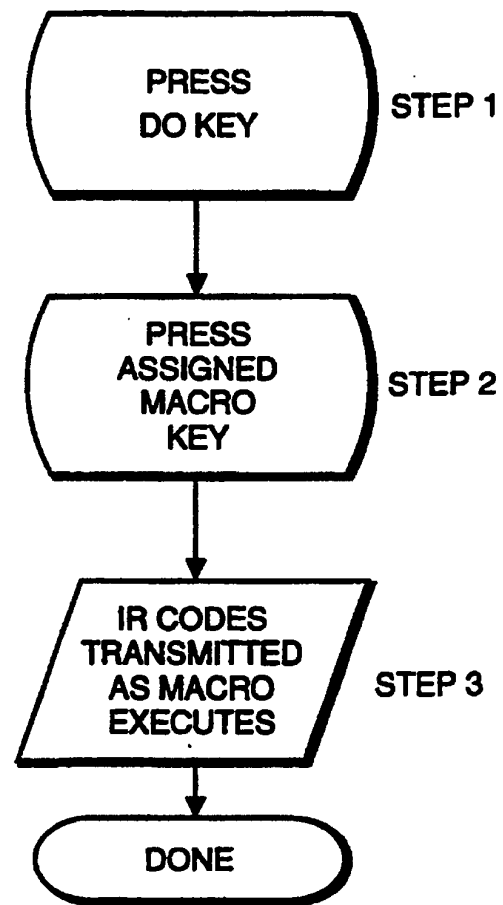 PRESS
DO KEY
STEP 1
PRESS
ASSIGNED
MACRO
KEY
STEP 2
IR CODES
TRANSMITTED
AS MACRO
EXECUTES
STEP 3
DONE